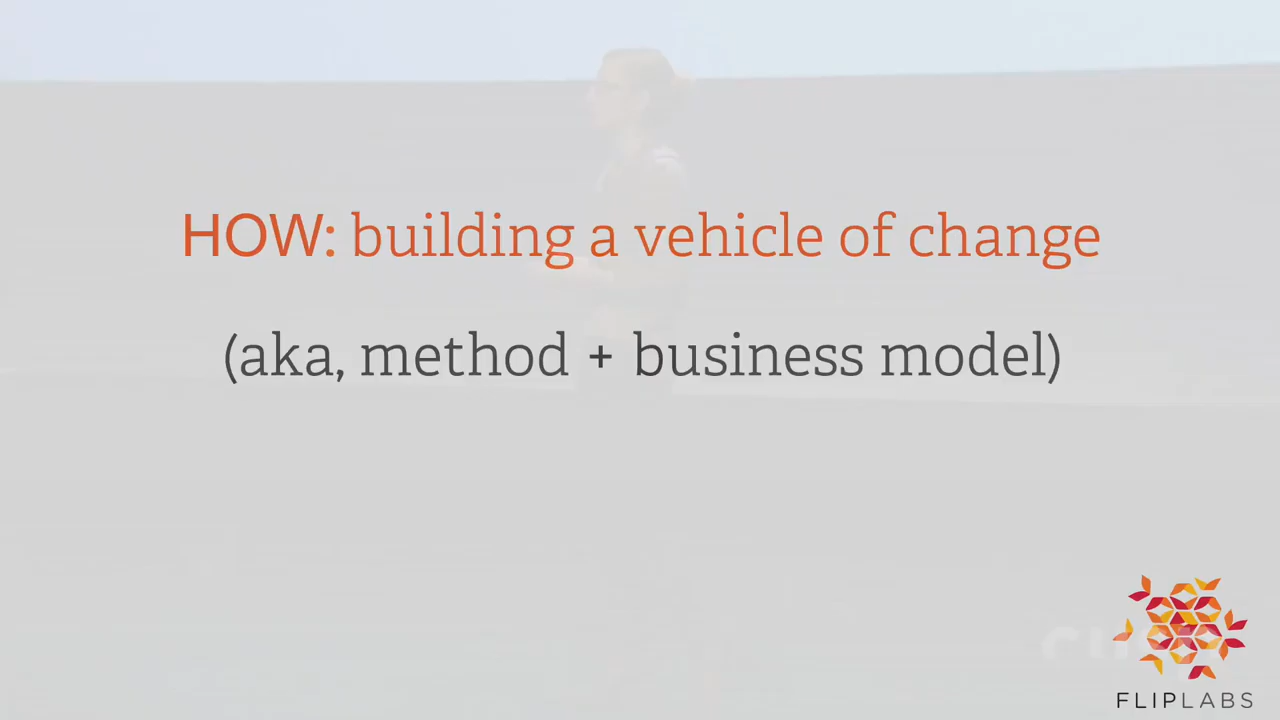 HOW: building a vehicle of change
(aka, method + business model)
FLIPLABS